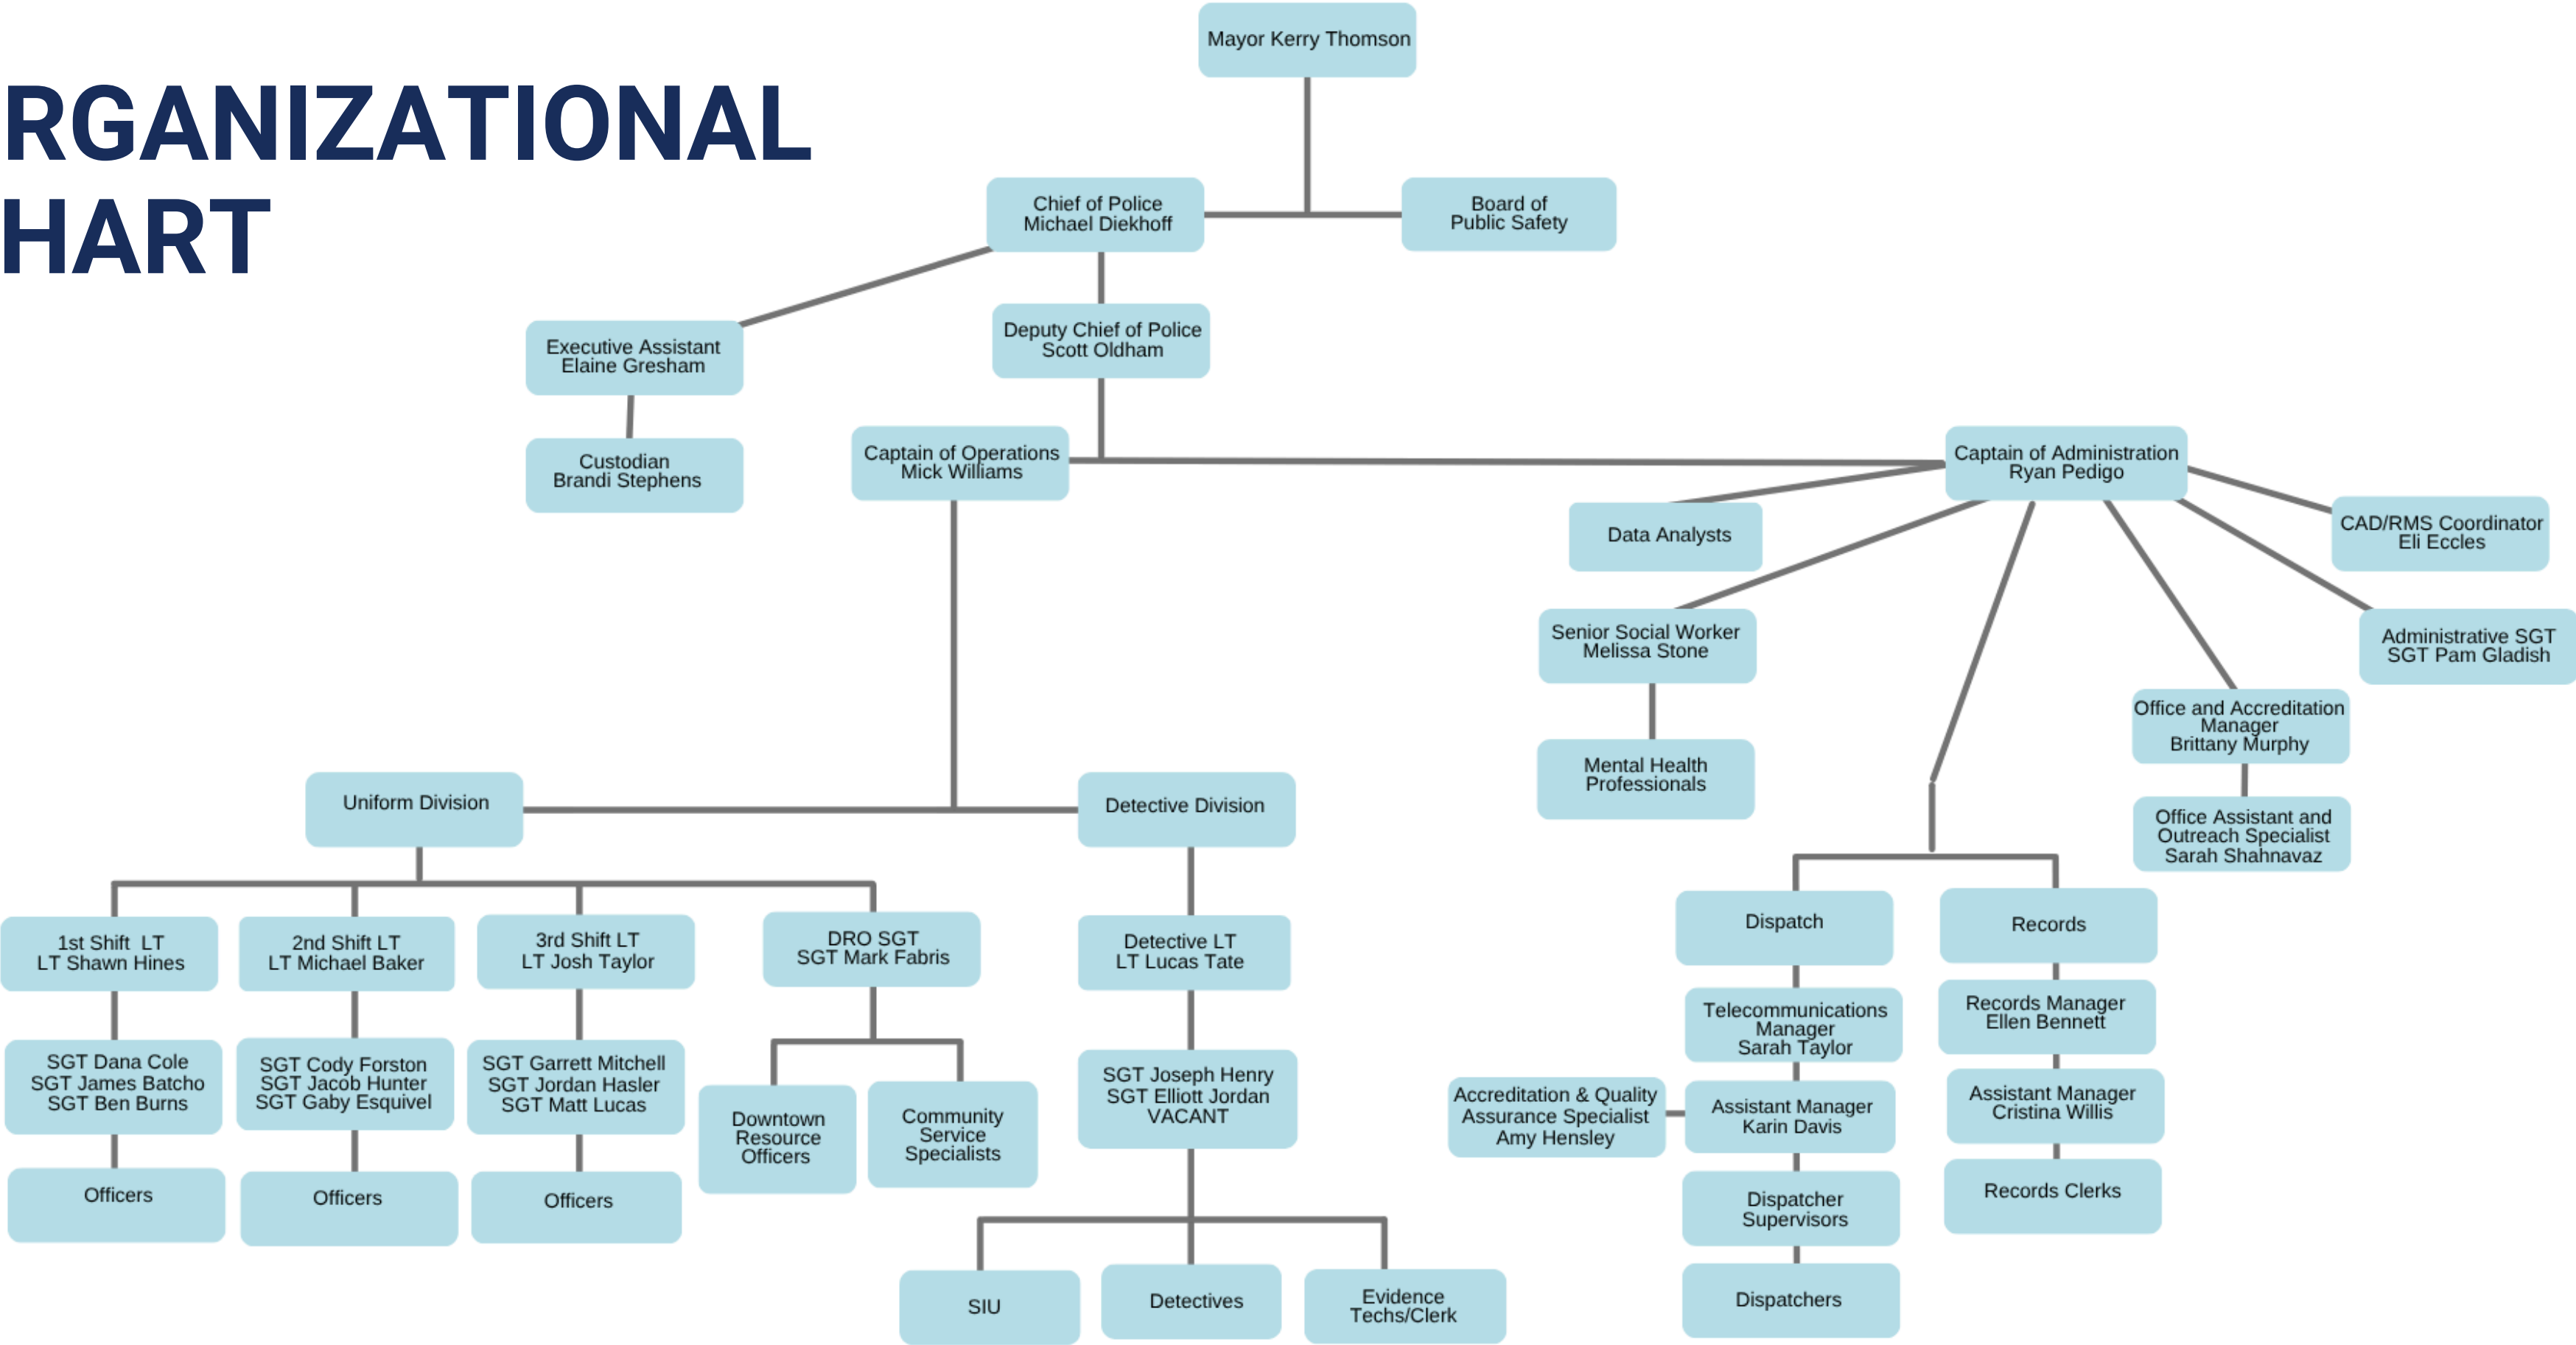 RGANIZATIONAL
HART
Mayor Kerry Thomson
Chief of Police
Michael Diekhoff
Board of
Public Safety
Executive Assistant
Elaine Gresham
Deputy Chief of Police
Scott Oldham
Custodian
Brandi Stephens
Captain of Operations
Mick Williams
Captain of Administration
Ryan Pedigo
Data Analysts
CAD/RMS Coordinator
Eli Eccles
Senior Social Worker
Melissa Stone
Administrative SGT
SGT Pam Gladish
Mental Health
Professionals
Office and Accreditation
Manager
Brittany Murphy
Office Assistant and
Outreach Specialist
Sarah Shahnavaz
Uniform Division
Detective Division
1st Shift  LT
LT Shawn Hines
2nd Shift LT
LT Michael Baker
3rd Shift LT
LT Josh Taylor
DRO SGT
SGT Mark Fabris
Detective LT
LT Lucas Tate
Dispatch
Records
SGT Dana Cole
SGT James Batcho
SGT Ben Burns
SGT Cody Forston
SGT Jacob Hunter
SGT Gaby Esquivel
SGT Garrett Mitchell
SGT Jordan Hasler
SGT Matt Lucas
Downtown
Resource
Officers
Community
Service
Specialists
SGT Joseph Henry
SGT Elliott Jordan
VACANT
Telecommunications
Manager
Sarah Taylor
Records Manager
Ellen Bennett
Accreditation & Quality
Assurance Specialist
Amy Hensley
Assistant Manager
Karin Davis
Assistant Manager
Cristina Willis
Officers
Officers
Officers
Dispatcher
Supervisors
Records Clerks
SIU
Detectives
Evidence
Techs/Clerk
Dispatchers